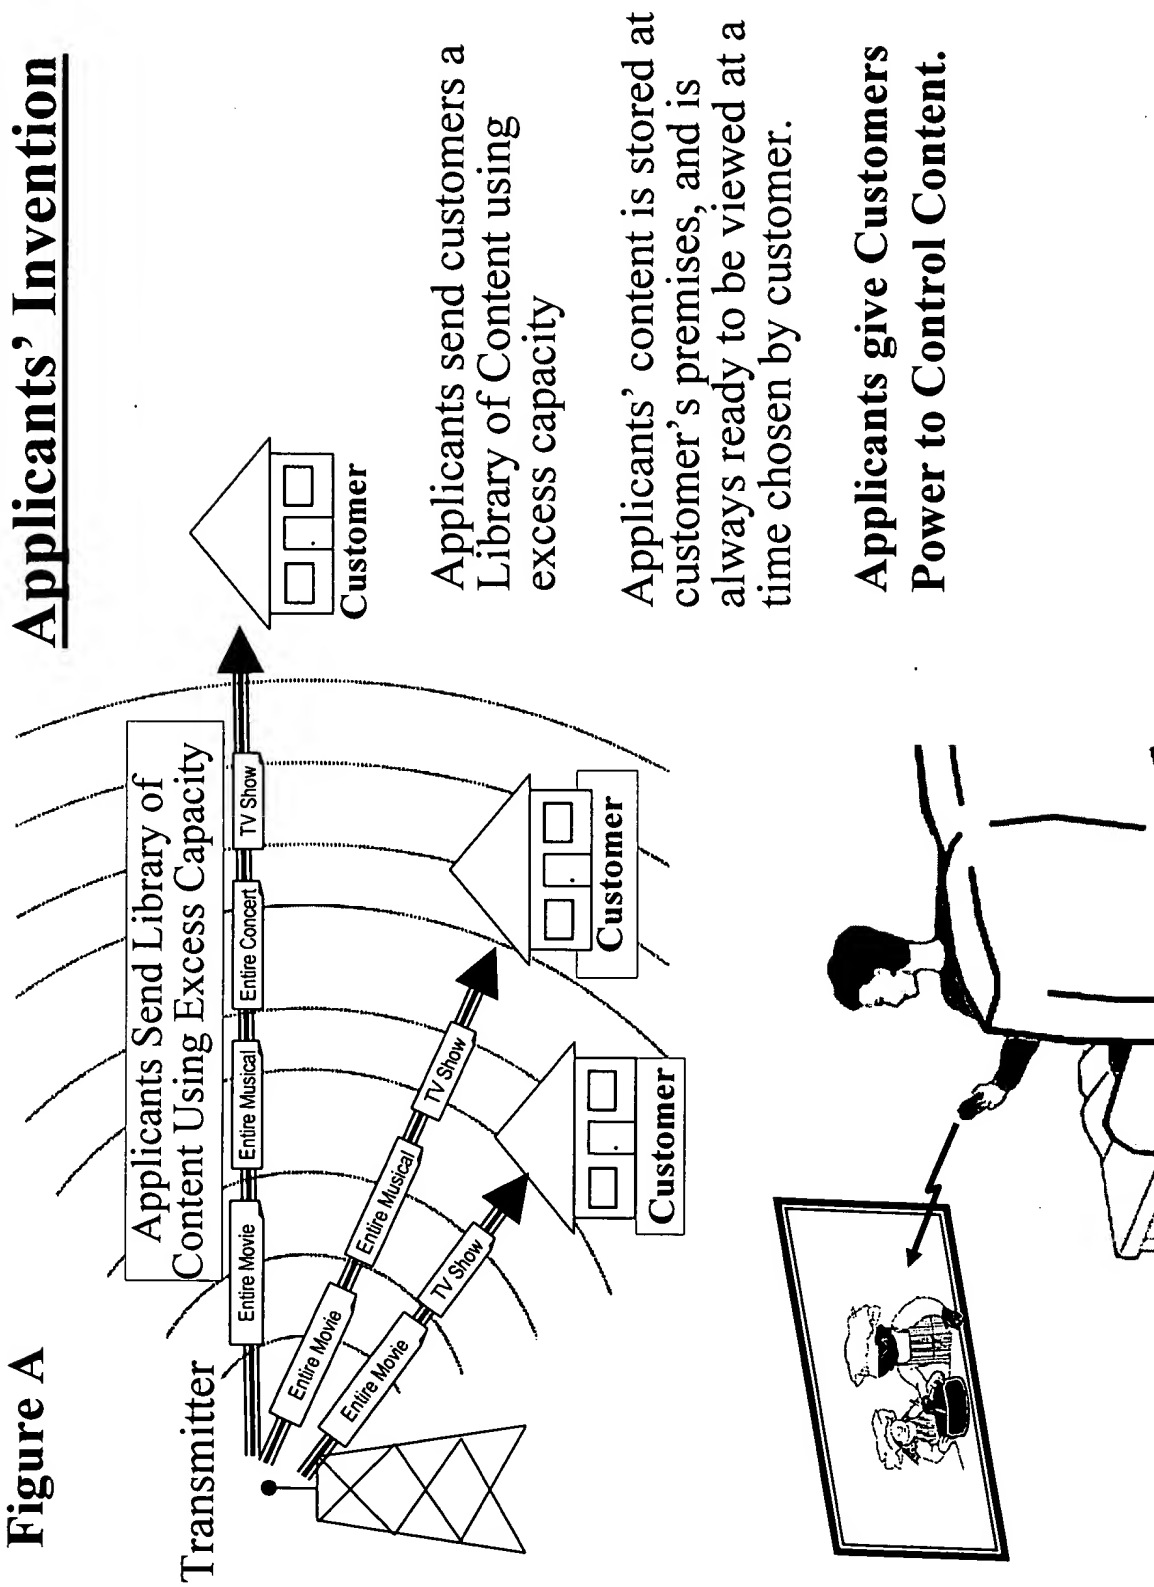 Figure A
Applicants' Invention
Transmitter
Applicants Send Library of
Content Using Excess Capacity
Entire Movie
Entire Musical
Entire Concert
TV Show
Customer
Entire Movie
Entire Musical
TV Show
Customer
Entire Movie
TV Show
Customer
Applicants send customers a
Library of Content using
excess capacity
Applicants' content is stored at
customer's premises, and is
always ready to be viewed at a
time chosen by customer.
Applicants give Customers
Power to Control Content.